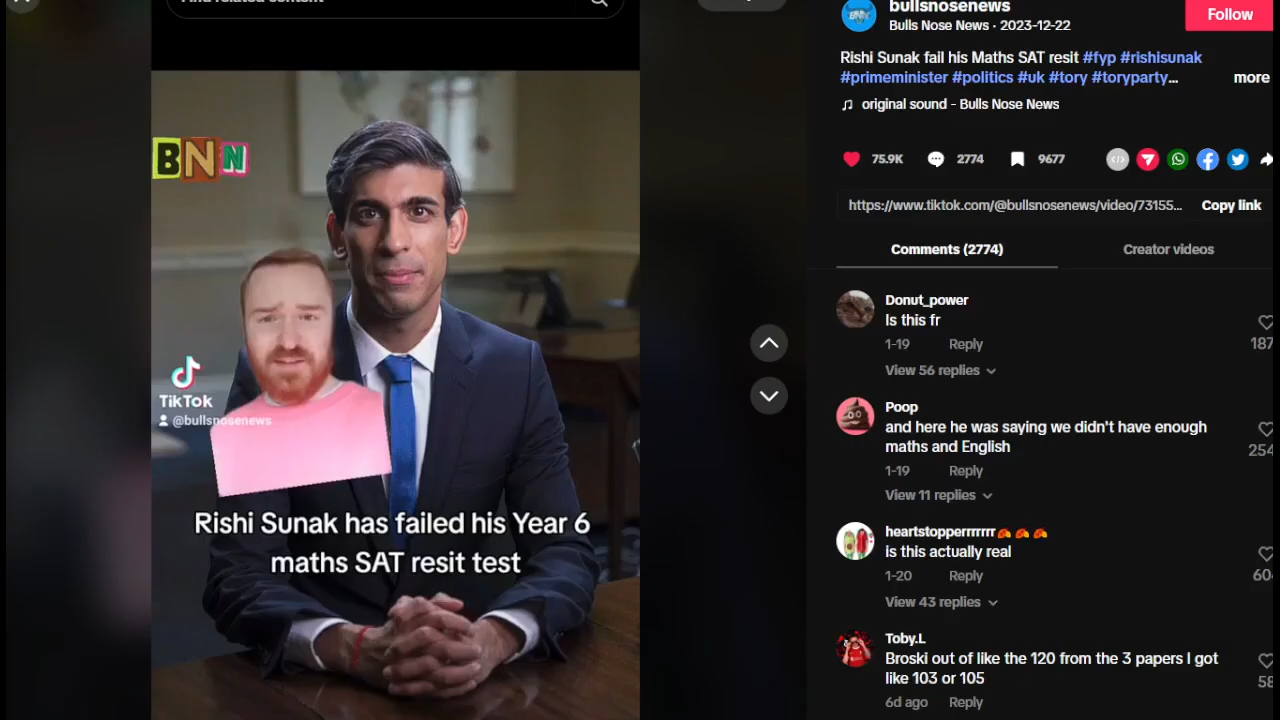 bullsnosenews
Bulls Nose News · 2023-12-22
Follow
Rishi Sunak fail his Maths SAT resit #fyp #rishisunak
#primeminister #politics #uk #tory #toryparty...
more
original sound - Bulls Nose News
75.9K
2774
9677
https://www.tiktok.com/@bullsnosenews/video/73155...
Copy link
Comments (2774)
Creator videos
BNN
TikTok
@bullsnosenews
Rishi Sunak has failed his Year 6
maths SAT resit test
Donut_power
Is this fr
1-19 Reply
187
View 56 replies
Poop
and here he was saying we didn't have enough
maths and English
254
1-19 Reply
View 11 replies
heartstopperrrrrrr
is this actually real
1-20 Reply
View 43 replies
Toby.L
Broski out of like the 120 from the 3 papers I got
like 103 or 105
58
6d ago Reply